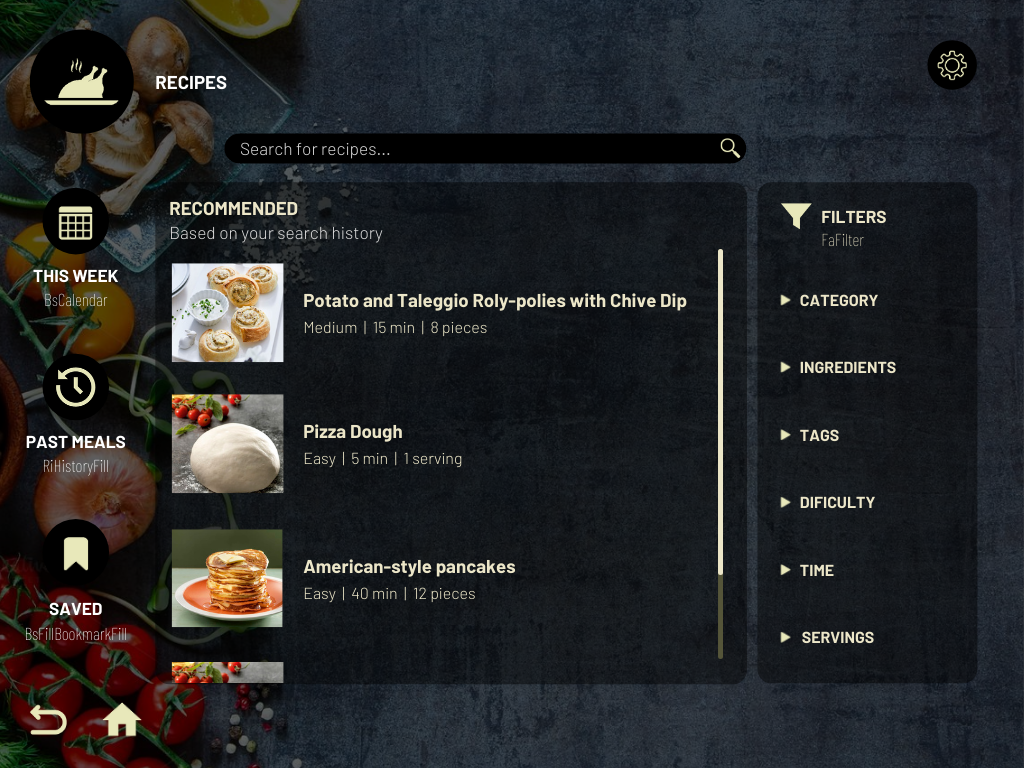 RECIPES
Search for recipes...
THIS WEEK
BsCalendar
PAST MEALS
RiHistoryFill
SAVED
BsFillBookmarkFill
RECOMMENDED
Based on your search history
Potato and Taleggio Roly-polies with Chive Dip
Medium | 15 min | 8 pieces
Pizza Dough
Easy | 5 min | 1 serving
American-style pancakes
Easy | 40 min | 12 pieces
FILTERS
FaFilter
CATEGORY
INGREDIENTS
TAGS
DIFICULTY
TIME
SERVINGS